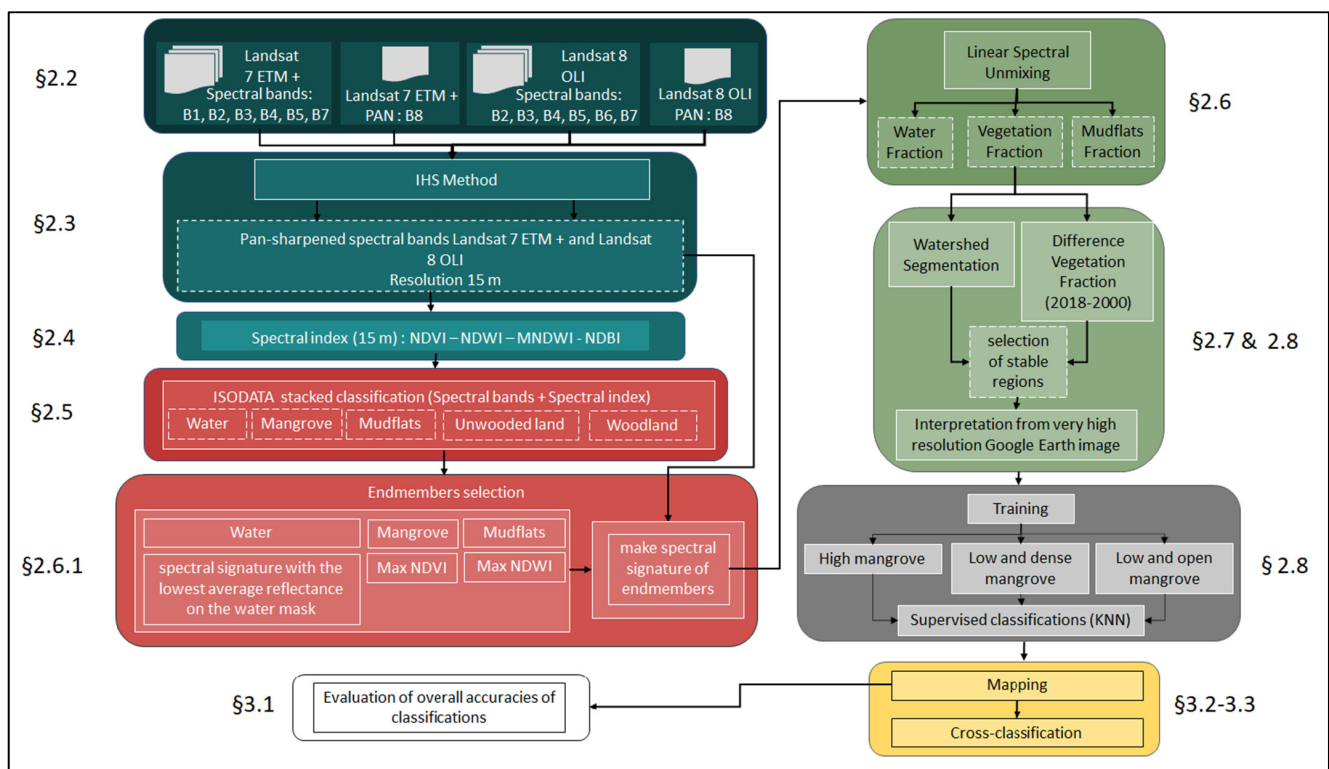 §2.2
Landsat
7 ETM +
Spectral bands:
B1, B2, B3, B4, B5, B7
Landsat 7 ETM +
PAN : B8
Landsat 8
OLI
Spectral bands:
B2, B3, B4, B5, B6, B7
Landsat 8 OLI
PAN : B8
§2.3
IHS Method
Pan-sharpened spectral bands Landsat 7 ETM + and Landsat
8 OLI
Resolution 15 m
§2.4
Spectral index (15 m) : NDVI – NDWI – MNDWI - NDBI
§2.5
ISODATA stacked classification (Spectral bands + Spectral index)
Water
Mangrove
Mudflats
Unwooded land
Woodland
§2.6.1
Endmembers selection
Water
spectral signature with the
lowest average reflectance
on the water mask
Mangrove
Max NDVI
Mudflats
Max NDWI
make spectral
signature of
endmembers
§2.6
Linear Spectral
Unmixing
Water
Fraction
Vegetation
Fraction
Mudflats
Fraction
§2.7 & 2.8
Watershed
Segmentation
Difference
Vegetation
Fraction
(2018-2000)
selection
of stable
regions
Interpretation from very high
resolution Google Earth image
§ 2.8
Training
High mangrove
Low and dense
mangrove
Low and open
mangrove
Supervised classifications (KNN)
§3.2-3.3
Mapping
Cross-classification
§3.1
Evaluation of overall accuracies of
classifications